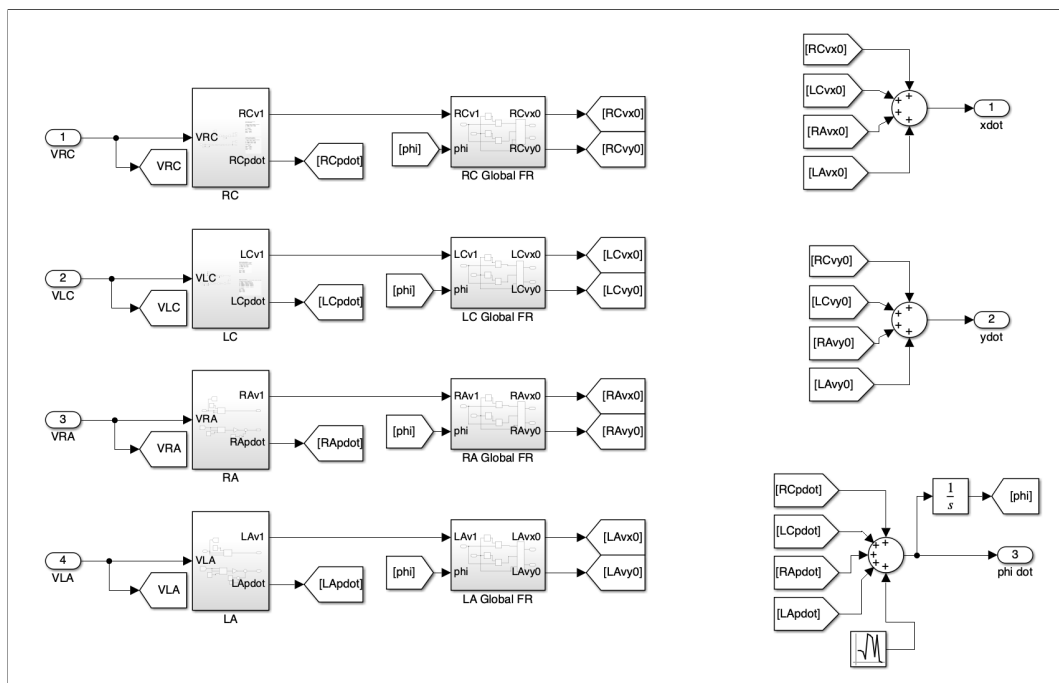 1
VRC
VRC
VRC
RCv1
RCpdot
RC
[RCpdot]
RCv1
phi
RCvx0
RCvy0
RC Global FR
[phi]
[RCvx0]
[RCvy0]
2
VLC
VLC
VLC
LCv1
LCpdot
LC
[LCpdot]
LCv1
phi
LCvx0
LCvy0
LC Global FR
[phi]
[LCvx0]
[LCvy0]
3
VRA
VRA
VRA
RAv1
RApdot
RA
[RApdot]
RAv1
phi
RAvx0
RAvy0
RA Global FR
[phi]
[RAvx0]
[RAvy0]
4
VLA
VLA
VLA
LAv1
LApdot
LA
[LApdot]
LAv1
phi
LAvx0
LAvy0
LA Global FR
[phi]
[LAvx0]
[LAvy0]
[RCvx0]
[LCvx0]
[RAvx0]
[LAvx0]
+
+
+
+
1
xdot
[RCvy0]
[LCvy0]
[RAvy0]
[LAvy0]
+
+
+
+
2
ydot
[RCpdot]
[LCpdot]
[RApdot]
[LApdot]
+
+
+
+
+
1
s
[phi]
3
phi dot